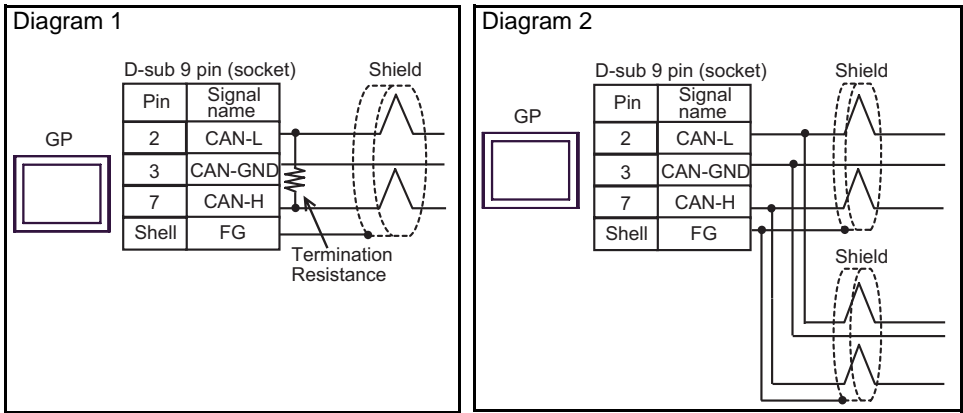 Diagram 1
D-sub 9 pin (socket)
Shield
GP
Pin
Signal name
2
CAN-L
3
CAN-GND
7
CAN-H
Shell
FG
Termination
Resistance
Diagram 2
D-sub 9 pin (socket)
Shield
GP
Pin
Signal name
2
CAN-L
3
CAN-GND
7
CAN-H
Shell
FG
Shield